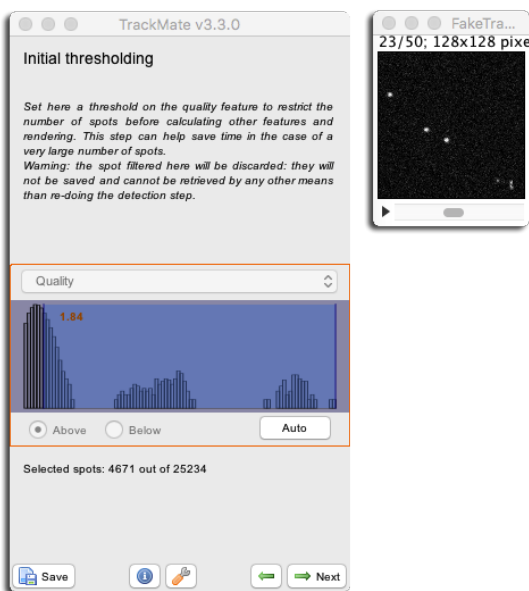 TrackMate v3.3.0
Initial thresholding
Set here a threshold on the quality feature to restrict the
number of spots before calculating other features and
rendering. This step can help save time in the case of a
very large number of spots.
Warning: the spot filtered here will be discarded: they will
not be saved and cannot be retrieved by any other means
than re-doing the detection step.
Quality
1.84
Above Below Auto
Selected spots: 4671 out of 25234
Save Next
FakeTra...
23/50; 128x128 pixe